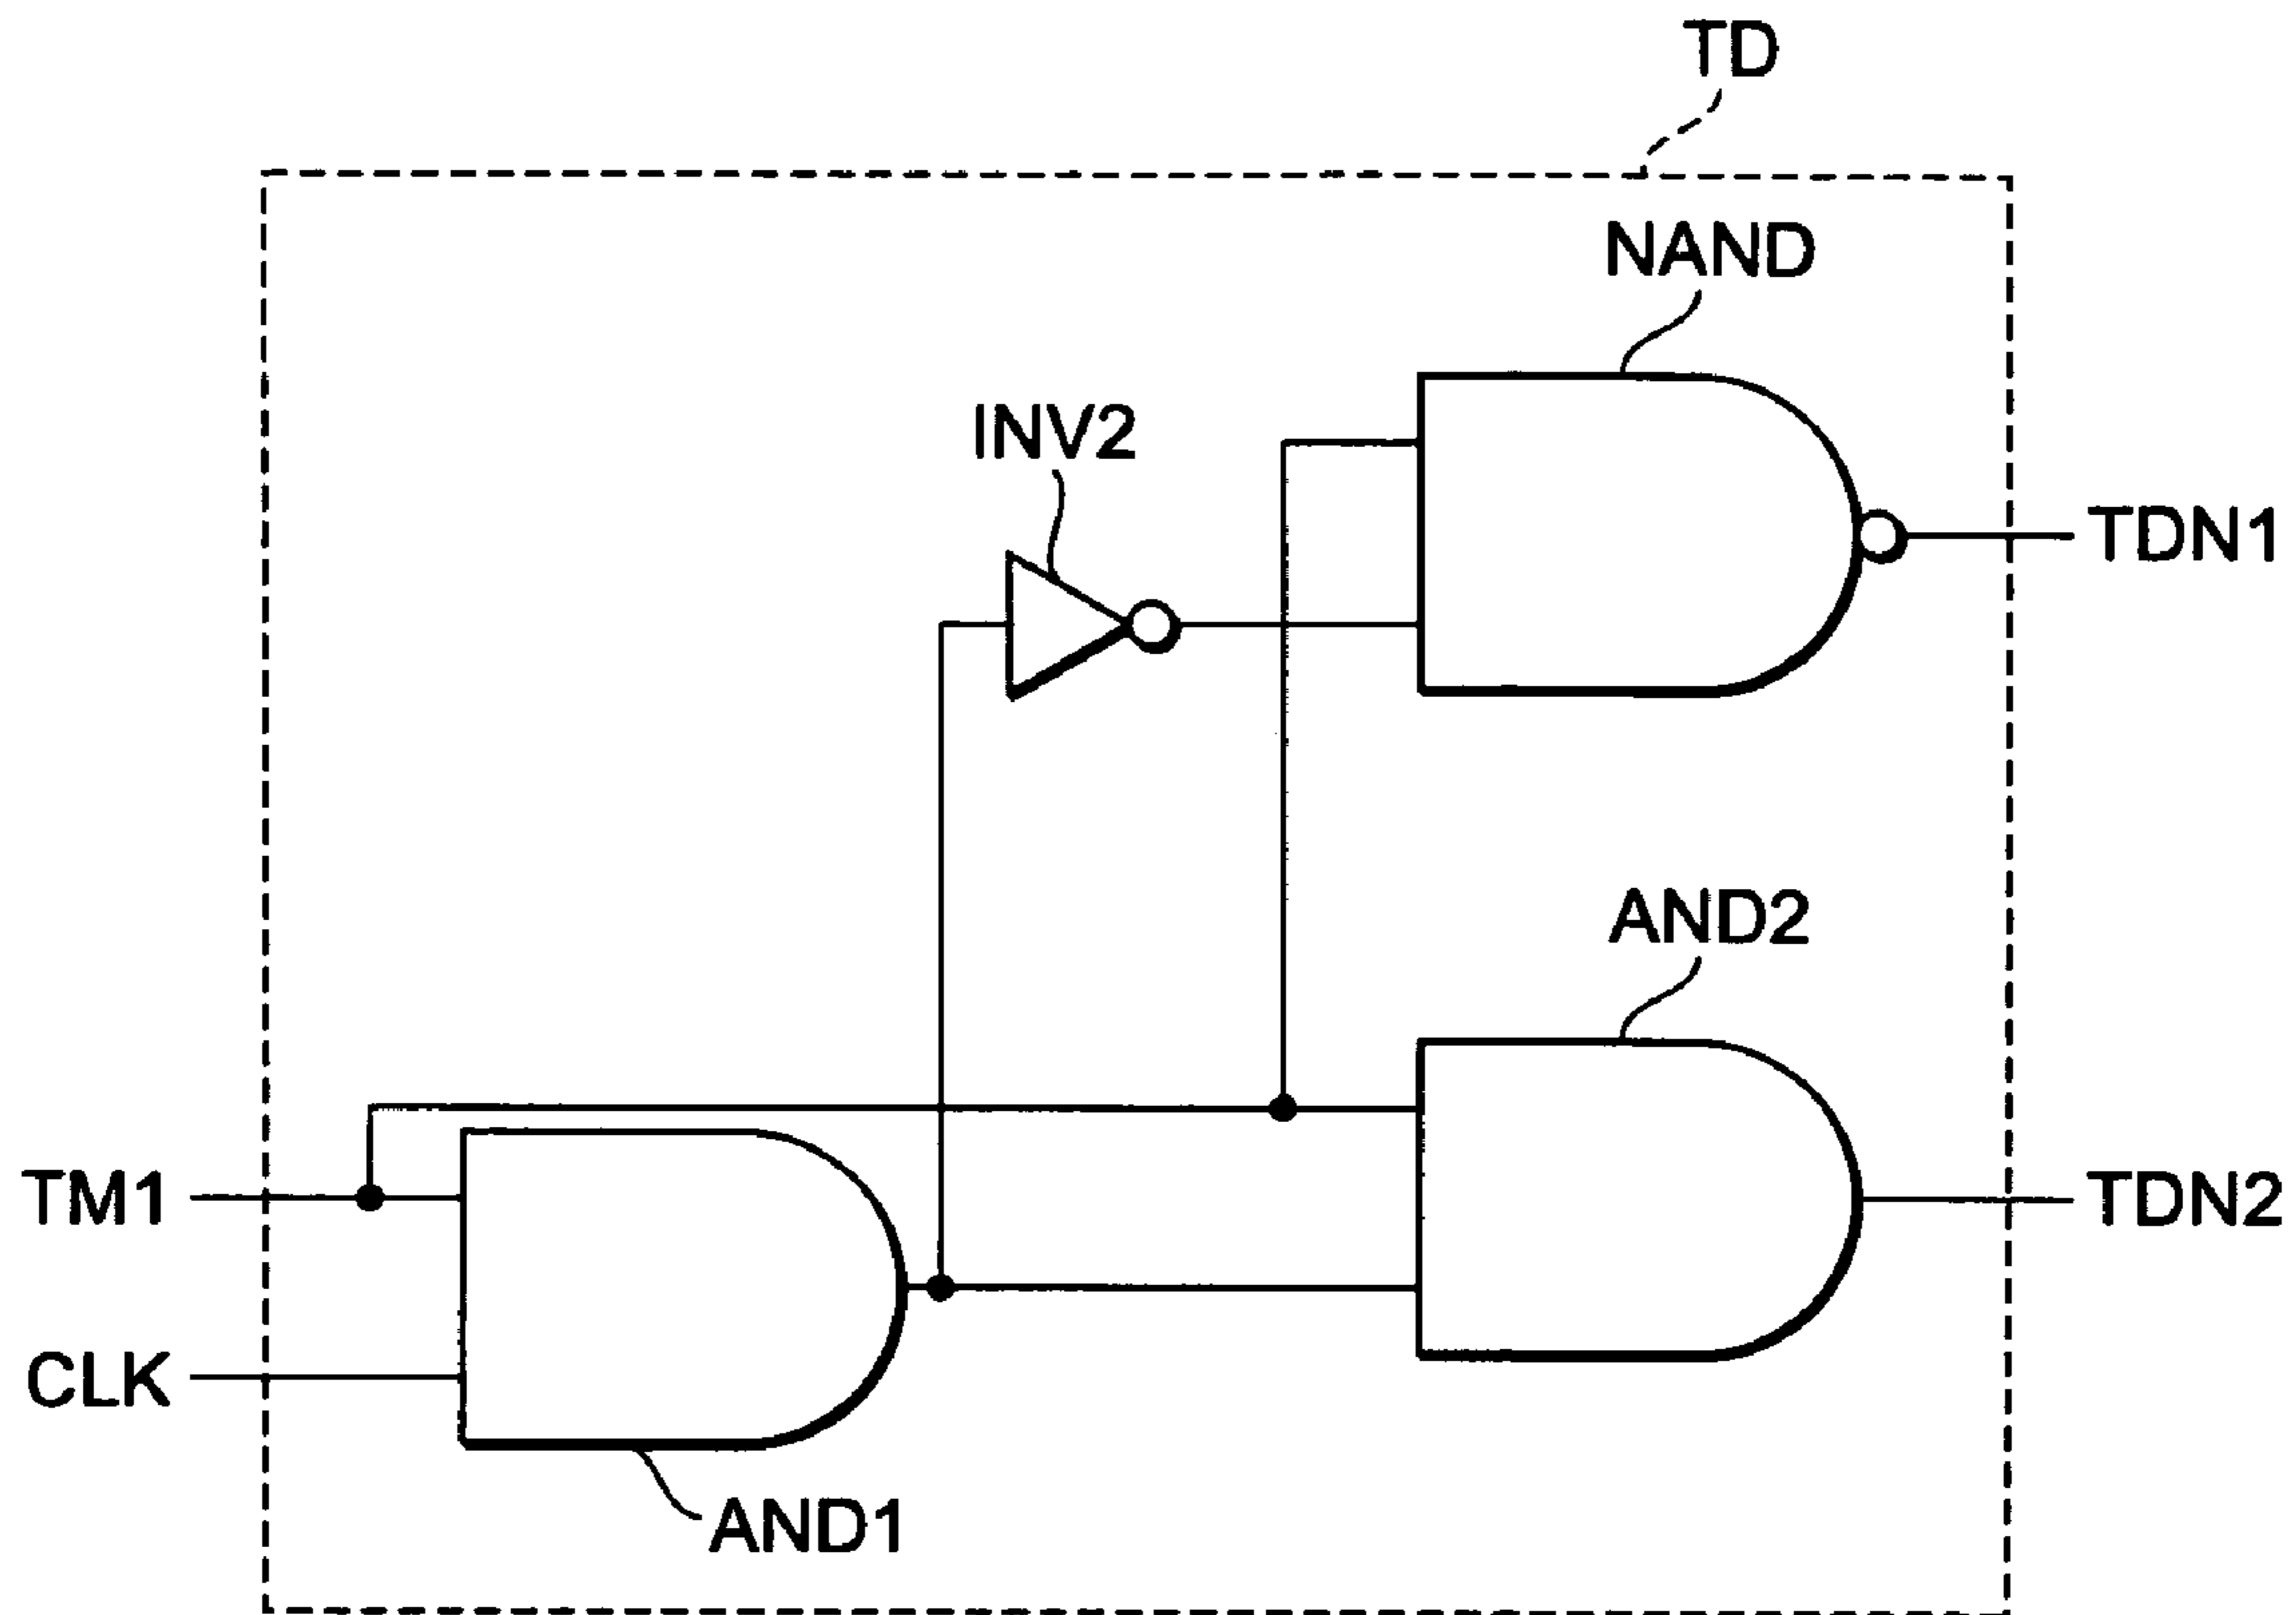 TD
NAND
INV2
TDN1
AND2
TM1
TDN2
CLK
AND1